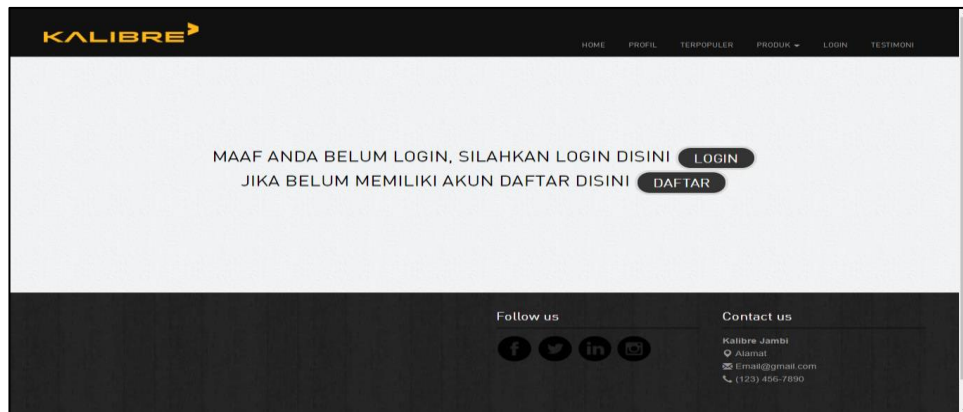 KALIBRE
HOME PROFIL TERPOPULER PRODUK LOGIN TESTIMONI
MAAF ANDA BELUM LOGIN, SILAHKAN LOGIN DISINI LOGIN
JIKA BELUM MEMILIKI AKUN DAFTAR DISINI DAFTAR
Follow us
Contact us
Kalibre Jambi
Alamat
Email@gmail.com
(123) 456-7890